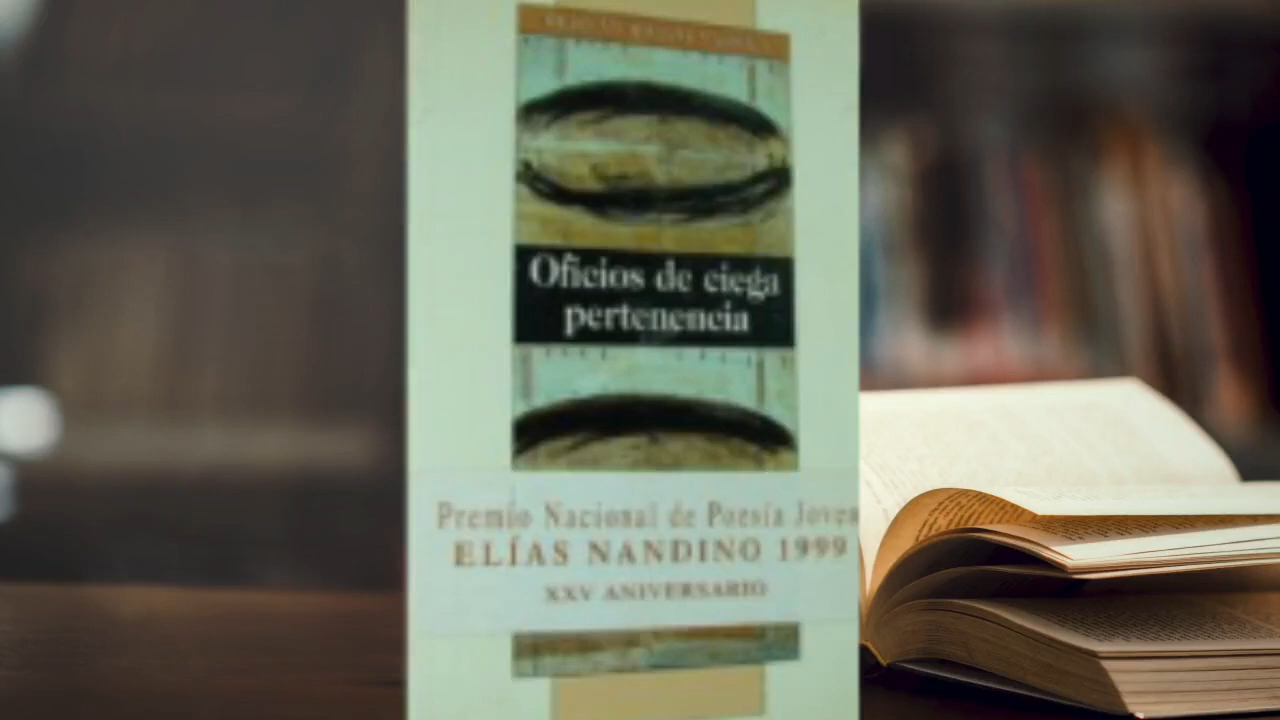 Oficios de ciega
pertenencia
Premio Nacional de Poesía Joven
ELÍAS NANDINO 1999
XXV ANIVERSARIO